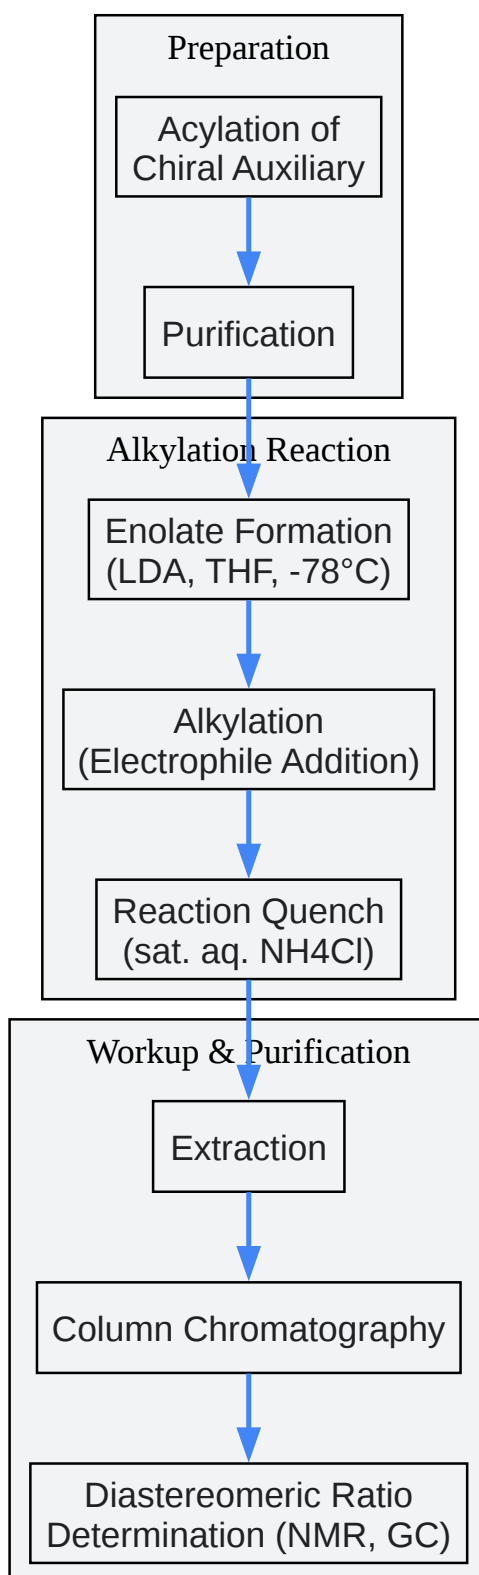 Preparation
Acylation of
Chiral Auxiliary
Purification
Alkylation Reaction
Enolate Formation
(LDA, THF, -78°C)
Alkylation
(Electrophile Addition)
Reaction Quench
(sat. aq. NH4Cl)
Workup & Purification
Extraction
Column Chromatography
Diastereomeric Ratio
Determination (NMR, GC)